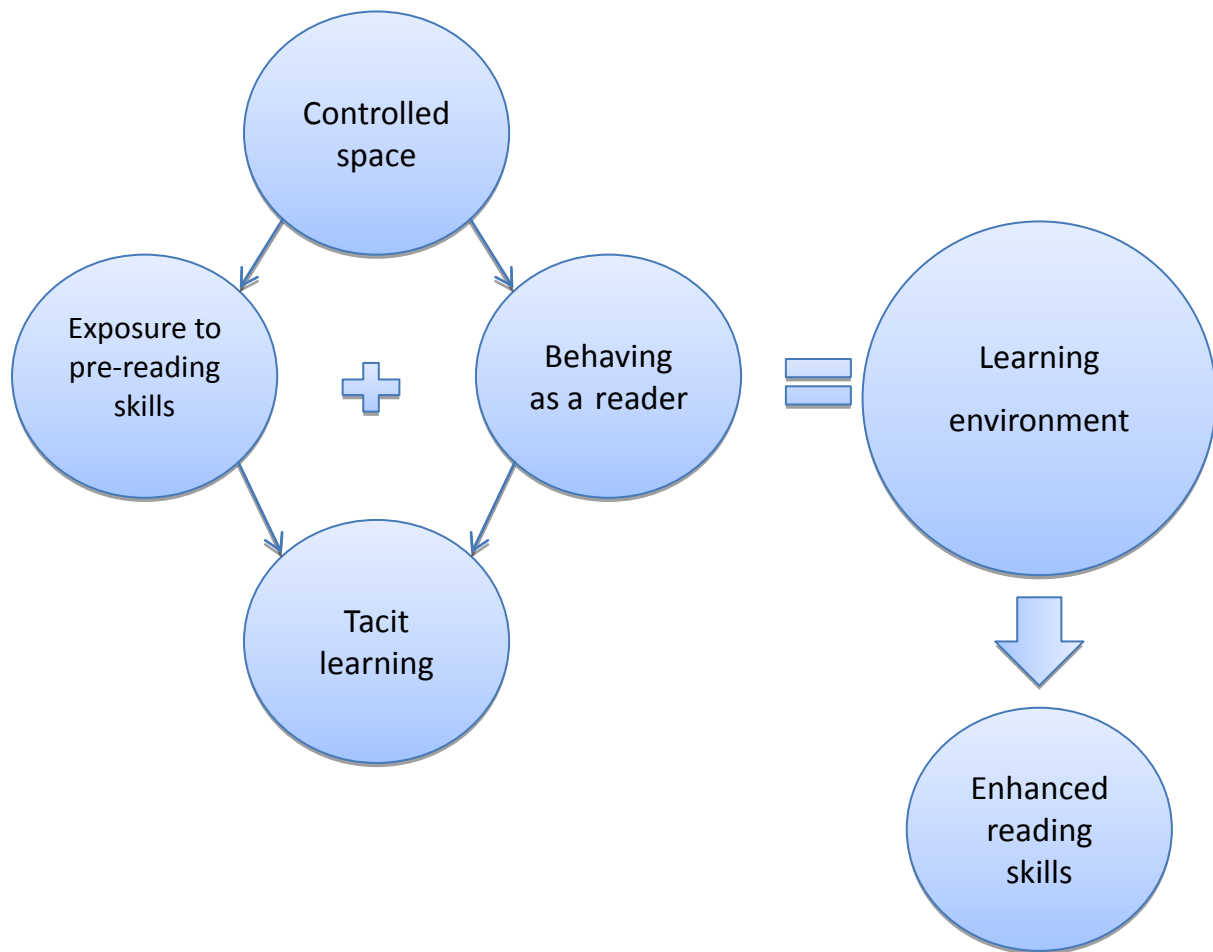 Controlled
space
Exposure to
pre-reading
skills
Behaving
as a reader
Learning
environment
Tacit
learning
Enhanced
reading
skills